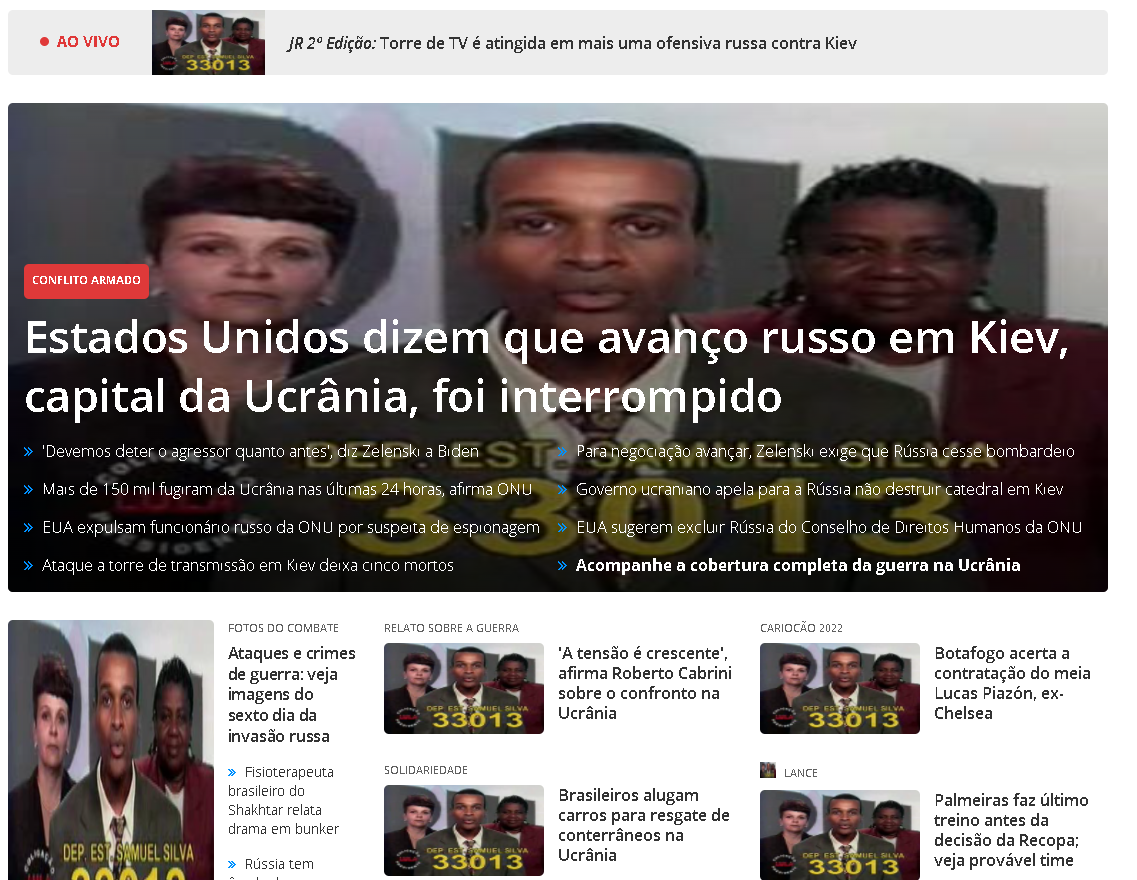 AO VIVO
JR 2ª Edição: Torre de TV é atingida em mais uma ofensiva russa contra Kiev
DEP. EST. SAMUEL SILVA
33013
CONFLITO ARMADO
Estados Unidos dizem que avanço russo em Kiev,
capital da Ucrânia, foi interrompido
» 'Devemos deter o agressor quanto antes', diz Zelenski a Biden
» Mais de 150 mil fugiram da Ucrânia nas últimas 24 horas, afirma ONU
» EUA expulsam funcionário russo da ONU por suspeita de espionagem
» Ataque a torre de transmissão em Kiev deixa cinco mortos
» Para negociação avançar, Zelenski exige que Rússia cesse bombardeio
» Governo ucraniano apela para a Rússia não destruir catedral em Kiev
» EUA sugerem excluir Rússia do Conselho de Direitos Humanos da ONU
» Acompanhe a cobertura completa da guerra na Ucrânia
DEP. EST. SAMUEL SILVA
33013
DEP. EST. SAMUEL SILVA
33013
FOTOS DO COMBATE
Ataques e crimes
de guerra: veja
imagens do
sexto dia da
invasão russa
» Fisioterapeuta
brasileiro do
Shakhtar relata
drama em bunker
» Rússia tem
RELATO SOBRE A GUERRA
DEP. EST. SAMUEL SILVA
33013
'A tensão é crescente',
afirma Roberto Cabrini
sobre o confronto na
Ucrânia
SOLIDARIEDADE
DEP. EST. SAMUEL SILVA
33013
Brasileiros alugam
carros para resgate de
conterrâneos na
Ucrânia
CARIOCÃO 2022
DEP. EST. SAMUEL SILVA
33013
Botafogo acerta a
contratação do meia
Lucas Piazón, ex-
Chelsea
LANCE
DEP. EST. SAMUEL SILVA
33013
Palmeiras faz último
treino antes da
decisão da Recopa;
veja provável time